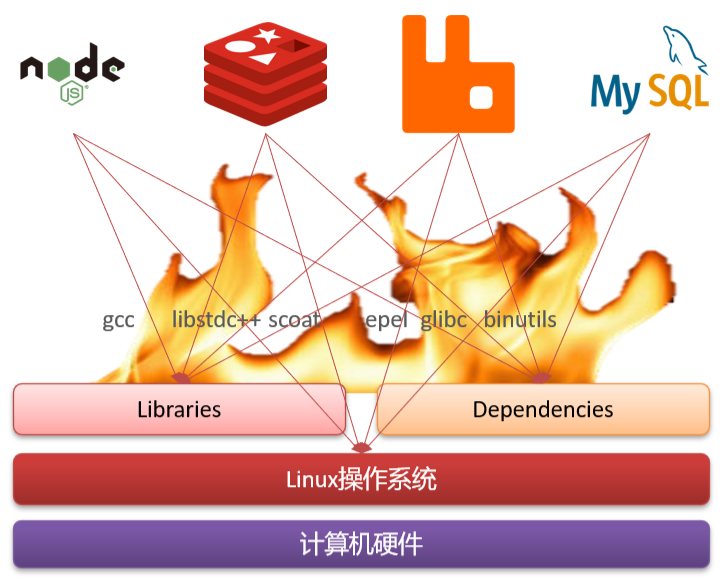 node
JS
My SQL
gcc libstdc++ scoat epel glibc binutils
Libraries
Dependencies
Linux操作系统
计算机硬件